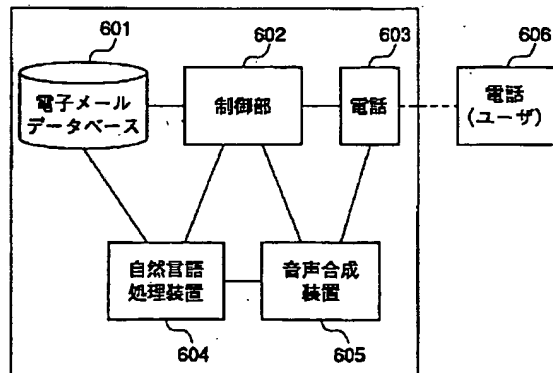 601
602
603
606
電子メール
データベース
制御部
電話
電話
(ユーザ)
自然言語
処理装置
音声合成
装置
604
605